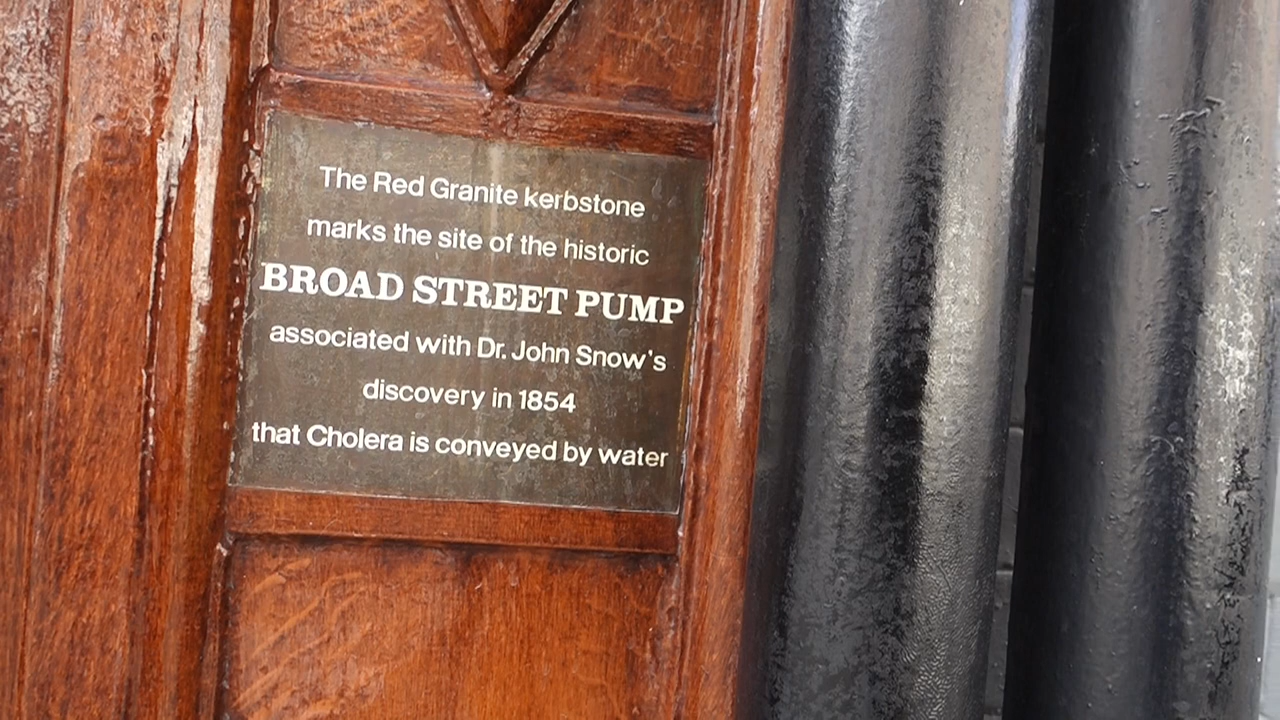 The Red Granite kerbstone
marks the site of the historic
BROAD STREET PUMP
associated with Dr. John Snow's
discovery in 1854
that Cholera is conveyed by water